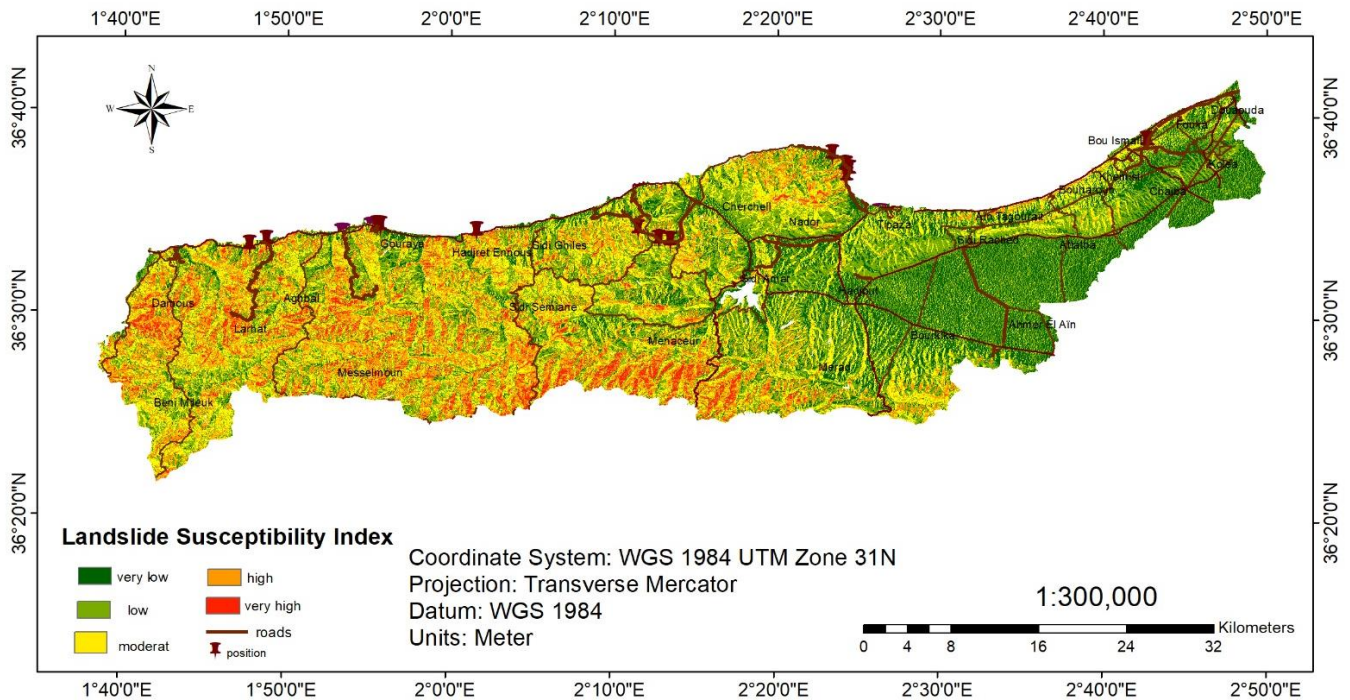 1°40'0"E 1°50'0"E 2°0'0"E 2°10'0"E 2°20'0"E 2°30'0"E 2°40'0"E 2°50'0"E
36°40'0"N
36°30'0"N
36°20'0"N
36°40'0"N
36°30'0"N
36°20'0"N
N
W E
S
Douaouda
Fouka
Bou Ismail
Kolea
Khemisti
Bouharoun
Chaiba
Cherchell
Nador
Tipaza
Ain Tagourait
Sidi Rached
Attatba
Gouraya
Hadjret Ennous
Sidi Ghiles
Sidi Amar
Damous
Aghbal
Sidi Semiane
Larhat
Ahmer El Aïn
Bourkika
Menaceur
Messelmoun
Merad
Beni Mileuk
Landslide Susceptibility Index
very low
low
moderat
high
very high
roads
position
Coordinate System: WGS 1984 UTM Zone 31N
Projection: Transverse Mercator
Datum: WGS 1984
Units: Meter
1:300,000
Kilometers
0 4 8 16 24 32
1°40'0"E 1°50'0"E 2°0'0"E 2°10'0"E 2°20'0"E 2°30'0"E 2°40'0"E 2°50'0"E